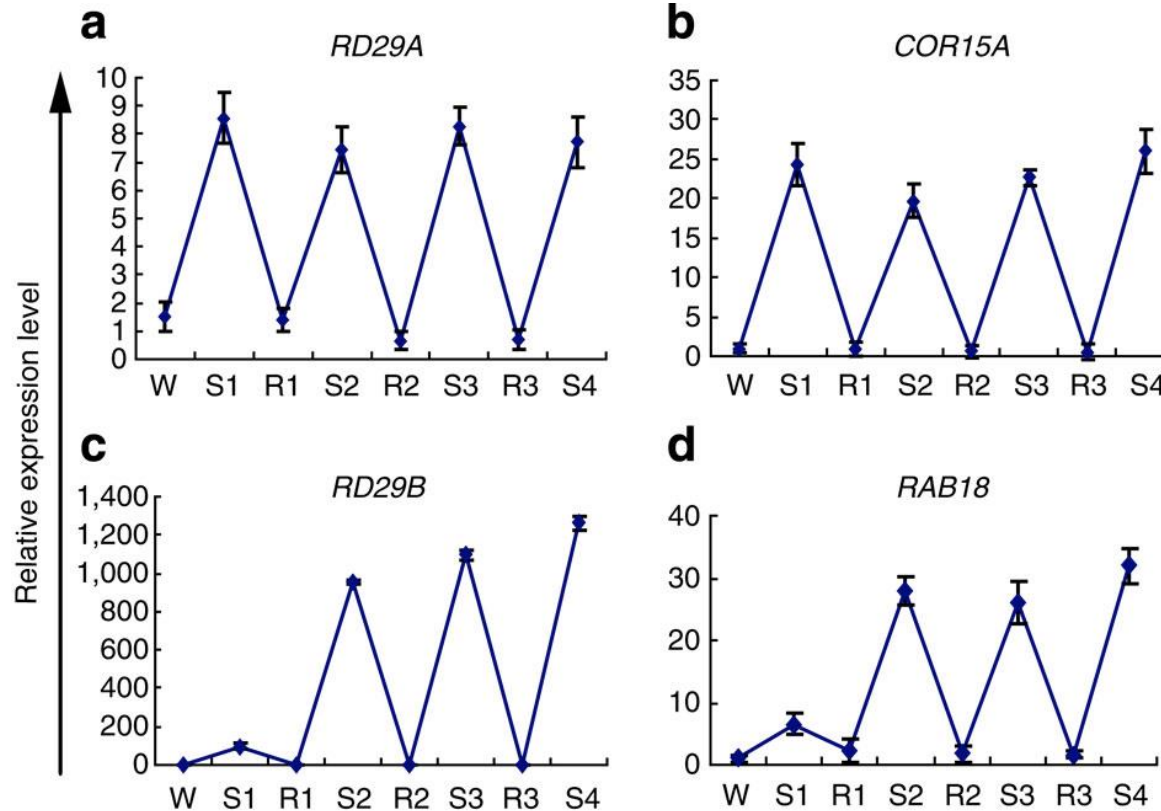 a
RD29A
10
9
8
7
6
5
4
3
2
1
0
W S1 R1 S2 R2 S3 R3 S4
b
COR15A
35
30
25
20
15
10
5
0
W S1 R1 S2 R2 S3 R3 S4
Relative expression level
c
RD29B
1,400
1,200
1,000
800
600
400
200
0
W S1 R1 S2 R2 S3 R3 S4
d
RAB18
40
30
20
10
0
W S1 R1 S2 R2 S3 R3 S4